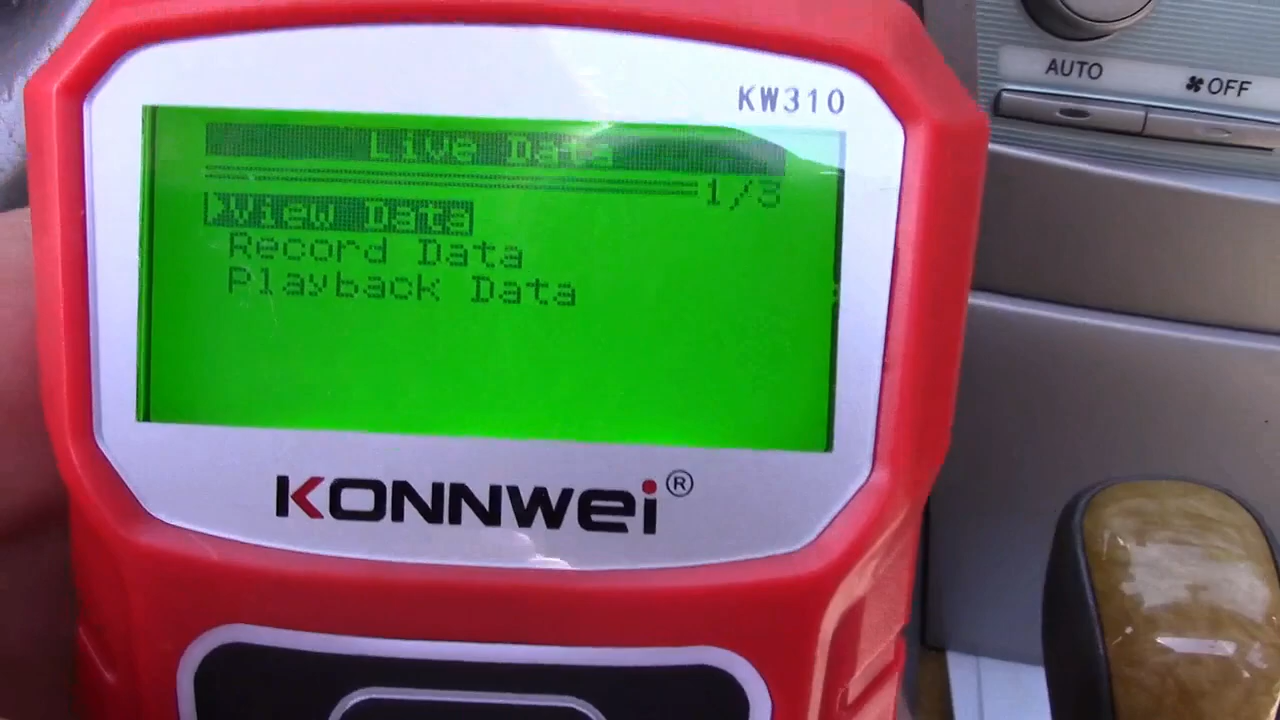 AUTO
OFF
KW310
Live Data
1/3
View Data
Record Data
Playback Data
KONNWEI®